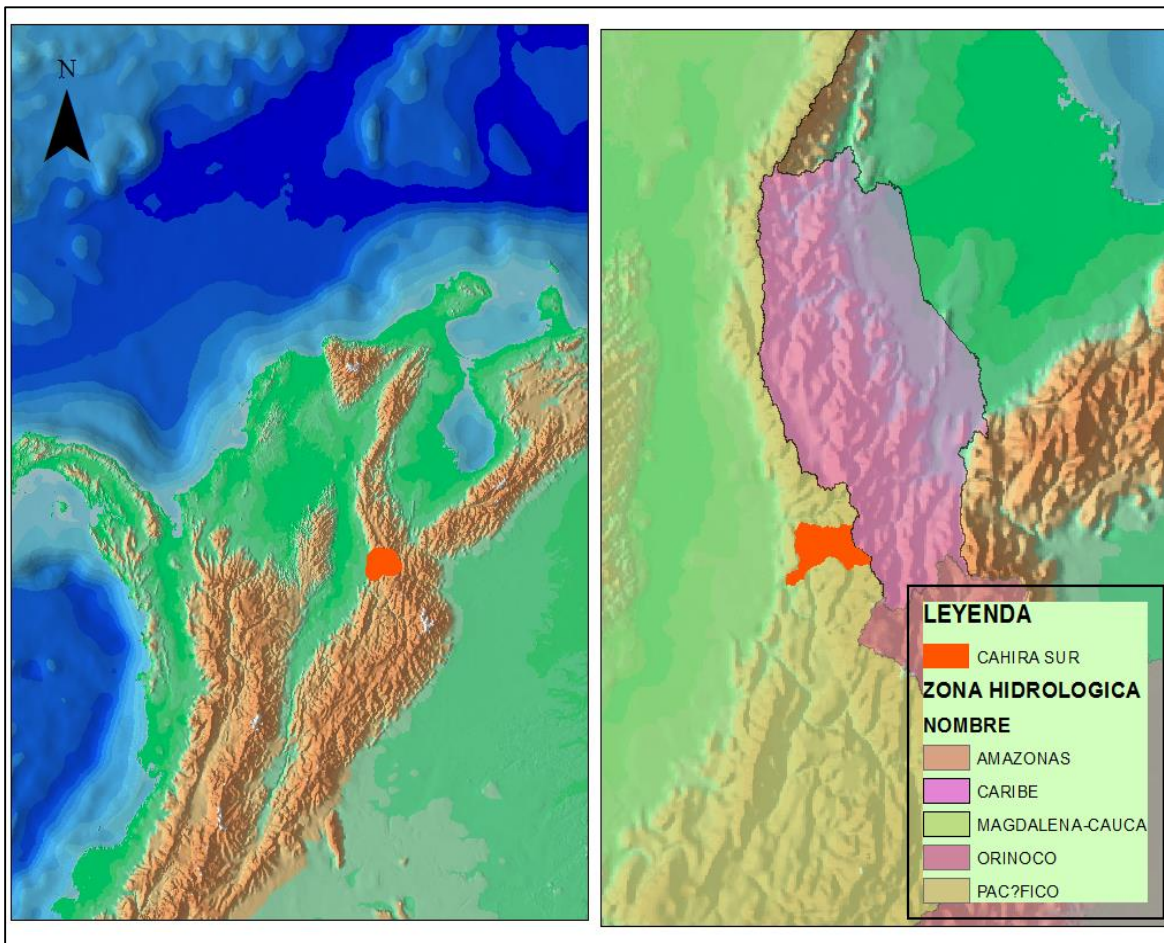 N
LEYENDA
CAHIRA SUR
ZONA HIDROLOGICA
NOMBRE
AMAZONAS
CARIBE
MAGDALENA-CAUCA
ORINOCO
PAC?FICO